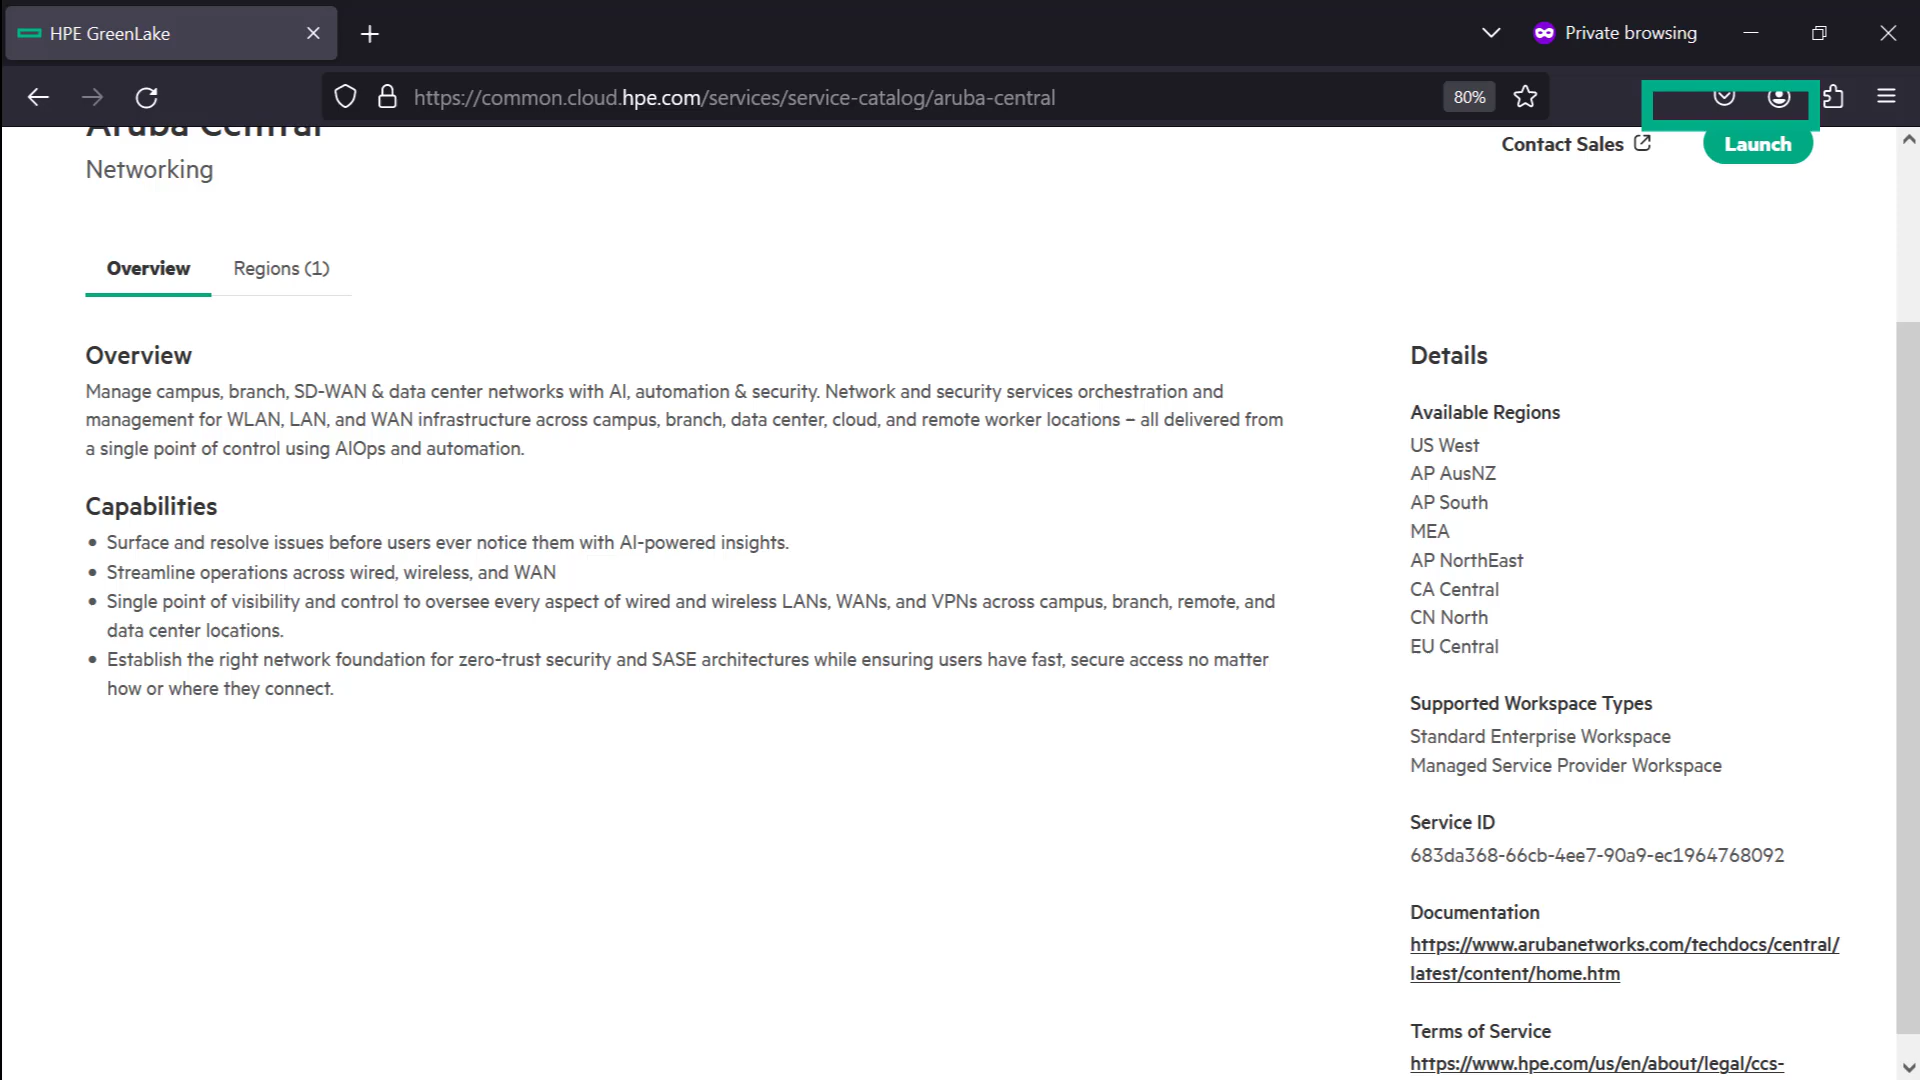 HPE GreenLake
Private browsing
https://common.cloud.hpe.com/services/service-catalog/aruba-central
80%
Aruba Central
Contact Sales
Launch
Networking
Overview
Regions (1)
Overview
Manage campus, branch, SD-WAN & data center networks with AI, automation & security. Network and security services orchestration and
management for WLAN, LAN, and WAN infrastructure across campus, branch, data center, cloud, and remote worker locations – all delivered from
a single point of control using AIOps and automation.
Capabilities
• Surface and resolve issues before users ever notice them with AI-powered insights.
• Streamline operations across wired, wireless, and WAN
• Single point of visibility and control to oversee every aspect of wired and wireless LANs, WANs, and VPNs across campus, branch, remote, and
data center locations.
• Establish the right network foundation for zero-trust security and SASE architectures while ensuring users have fast, secure access no matter
how or where they connect.
Details
Available Regions
US West
AP AusNZ
AP South
MEA
AP NorthEast
CA Central
CN North
EU Central
Supported Workspace Types
Standard Enterprise Workspace
Managed Service Provider Workspace
Service ID
683da368-66cb-4ee7-90a9-ec1964768092
Documentation
https://www.arubanetworks.com/techdocs/central/
latest/content/home.htm
Terms of Service
https://www.hpe.com/us/en/about/legal/ccs-